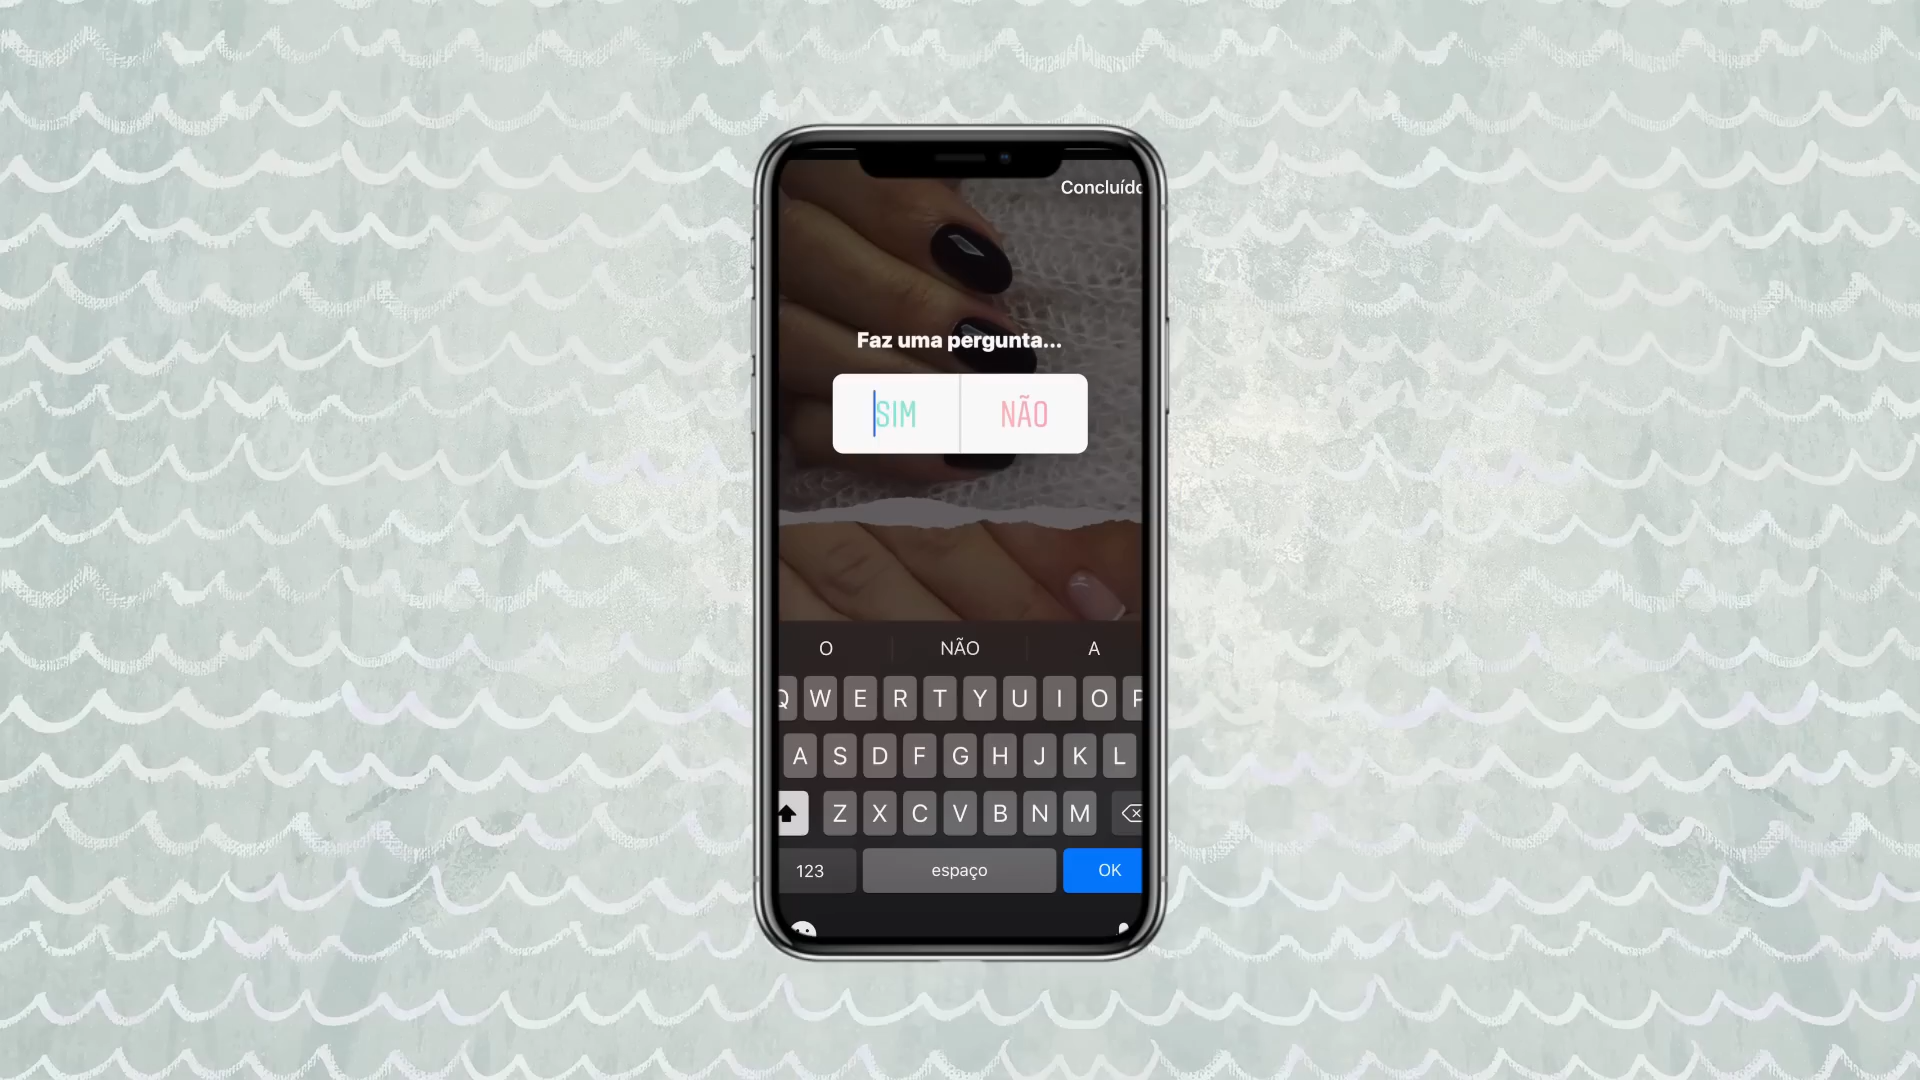 Concluído
Faz uma pergunta...
SIM NÃO
O NÃO A
Q W E R T Y U I O P
A S D F G H J K L
Z X C V B N M
123 espaço OK